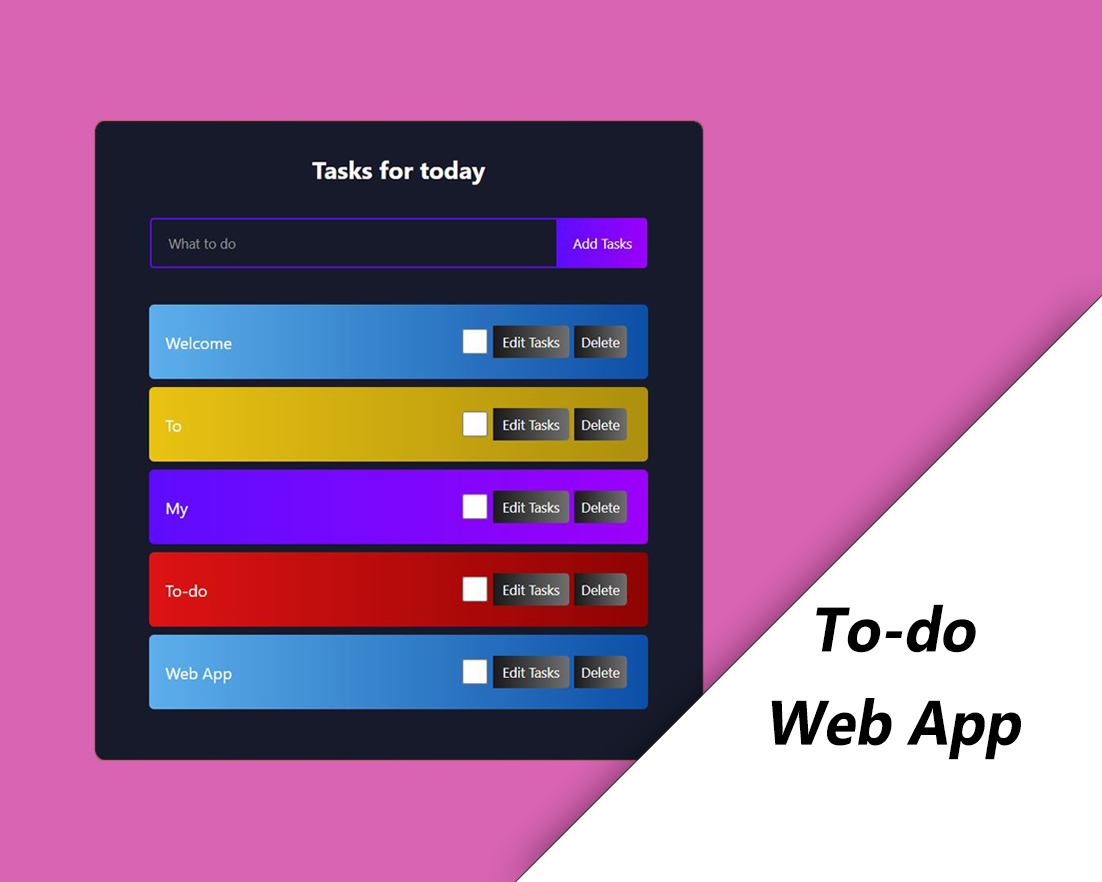 Tasks for today
What to do Add Tasks
Welcome Edit Tasks Delete
To Edit Tasks Delete
My Edit Tasks Delete
To-do Edit Tasks Delete
Web App Edit Tasks Delete
To-do
Web App